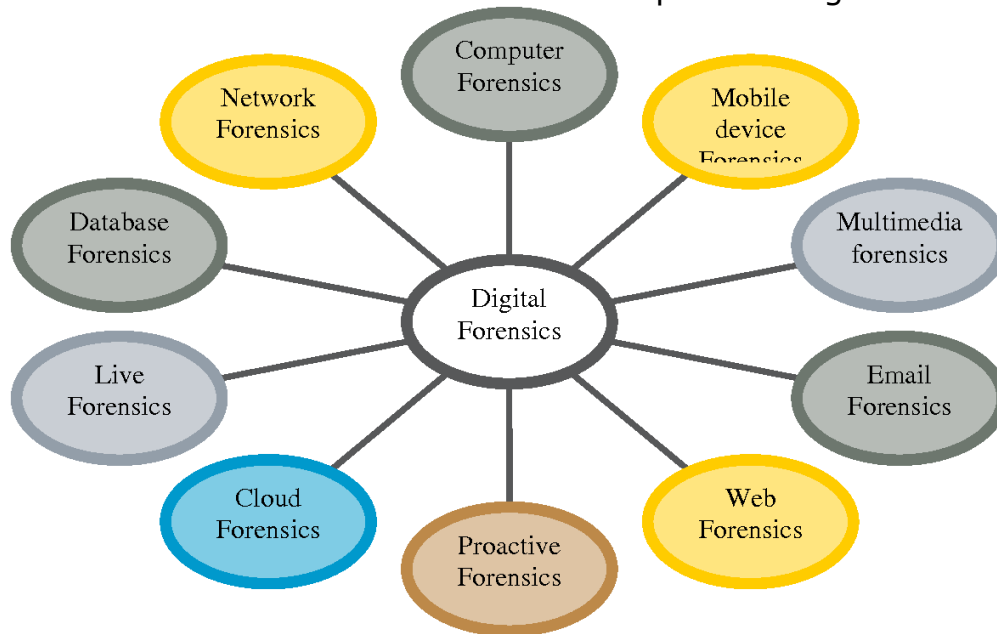 Computer
Forensics
Mobile
device
Forensics
Multimedia
forensics
Email
Forensics
Web
Forensics
Proactive
Forensics
Cloud
Forensics
Live
Forensics
Database
Forensics
Network
Forensics
Digital
Forensics